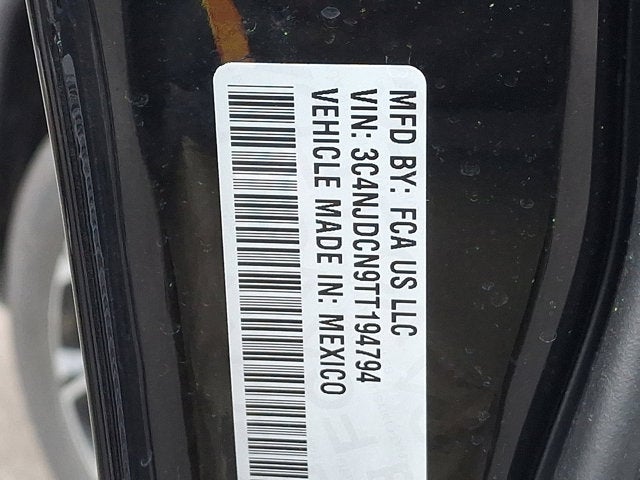 MFD BY: FCA US LLC
VIN: 3C4NJDCN9TT194794
VEHICLE MADE IN: MEXICO